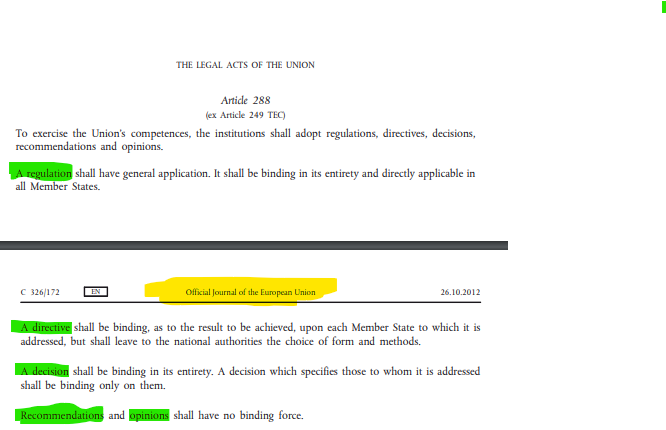 THE LEGAL ACTS OF THE UNION
Article 288
(ex Article 249 TEC)
To exercise the Union's competences, the institutions shall adopt regulations, directives, decisions,
recommendations and opinions.
A regulation shall have general application. It shall be binding in its entirety and directly applicable in
all Member States.
C 326/172 EN Official Journal of the European Union 26.10.2012
A directive shall be binding, as to the result to be achieved, upon each Member State to which it is
addressed, but shall leave to the national authorities the choice of form and methods.
A decision shall be binding in its entirety. A decision which specifies those to whom it is addressed
shall be binding only on them.
Recommendations and opinions shall have no binding force.